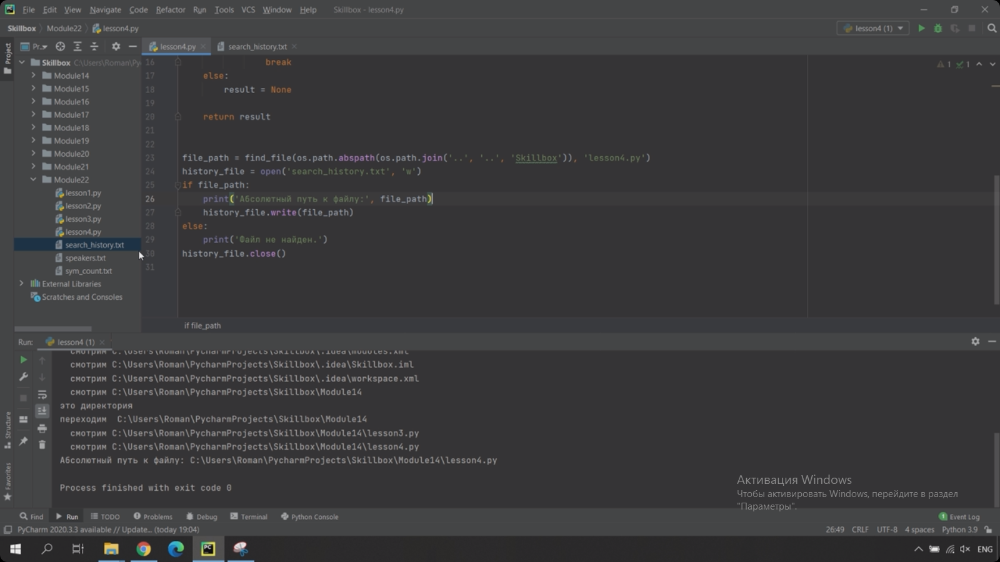 File Edit View Navigate Code Refactor Run Tools VCS Window Help Skillbox - lesson4.py
Skillbox Module22 lesson4.py lesson4 (1)
Project
Pr.. lesson4.py search_history.txt
Skillbox C:\Users\Roman\Py
Module14
Module15
Module16
Module17
Module18
Module19
Module20
Module21
Module22
lesson1.py
lesson2.py
lesson3.py
lesson4.py
search_history.txt
speakers.txt
sym_count.txt
External Libraries
Scratches and Consoles
16 break
17 else:
18 result = None
19
20 return result
21
22
23 file_path = find_file(os.path.abspath(os.path.join('..', '..', 'Skillbox')), 'lesson4.py')
24 history_file = open('search_history.txt', 'w')
25 if file_path:
26 print('Абсолютный путь к файлу:', file_path)
27 history_file.write(file_path)
28 else:
29 print('Файл не найден.')
30 history_file.close()
31
1 1
if file_path
Run: lesson4 (1)
смотрим C:\Users\Roman\PycharmProjects\Skillbox\.idea\modules.xml
смотрим C:\Users\Roman\PycharmProjects\Skillbox\.idea\Skillbox.iml
смотрим C:\Users\Roman\PycharmProjects\Skillbox\.idea\workspace.xml
смотрим C:\Users\Roman\PycharmProjects\Skillbox\Module14
это директория
переходим C:\Users\Roman\PycharmProjects\Skillbox\Module14
смотрим C:\Users\Roman\PycharmProjects\Skillbox\Module14\lesson3.py
смотрим C:\Users\Roman\PycharmProjects\Skillbox\Module14\lesson4.py
Абсолютный путь к файлу: C:\Users\Roman\PycharmProjects\Skillbox\Module14\lesson4.py
Process finished with exit code 0
Structure
Favorites
Активация Windows
Чтобы активировать Windows, перейдите в раздел
"Параметры".
Find Run TODO Problems Debug Terminal Python Console 1 Event Log
PyCharm 2020.3.3 available // Update... (today 19:04) 26:49 CRLF UTF-8 4 spaces Python 3.9
ENG